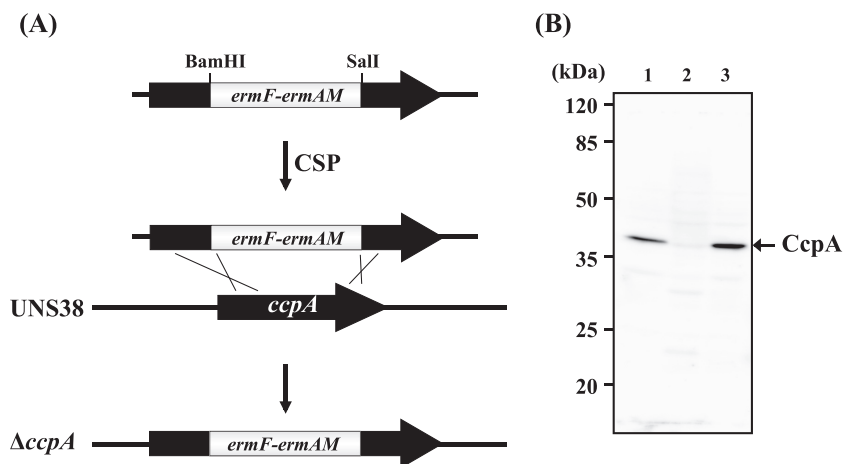 (A)
BamHI SalI
ermF-ermAM
CSP
ermF-ermAM
UNS38
ccpA
ΔccpA
ermF-ermAM
(B)
(kDa) 1 2 3
120
85
50
CcpA
35
25
20